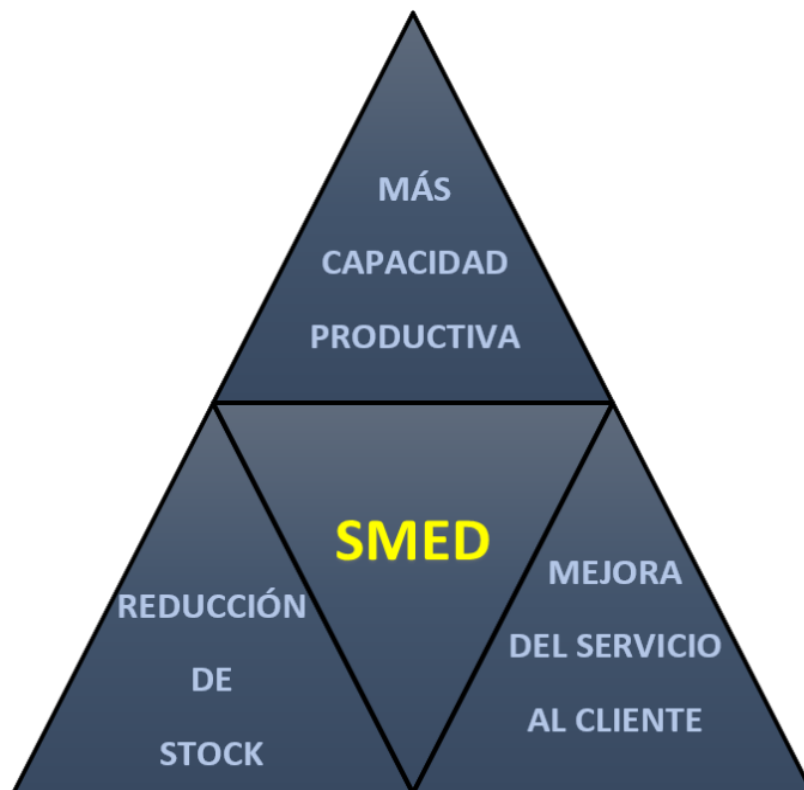 MÁS
CAPACIDAD
PRODUCTIVA
SMED
REDUCCIÓN
DE
STOCK
MEJORA
DEL SERVICIO
AL CLIENTE